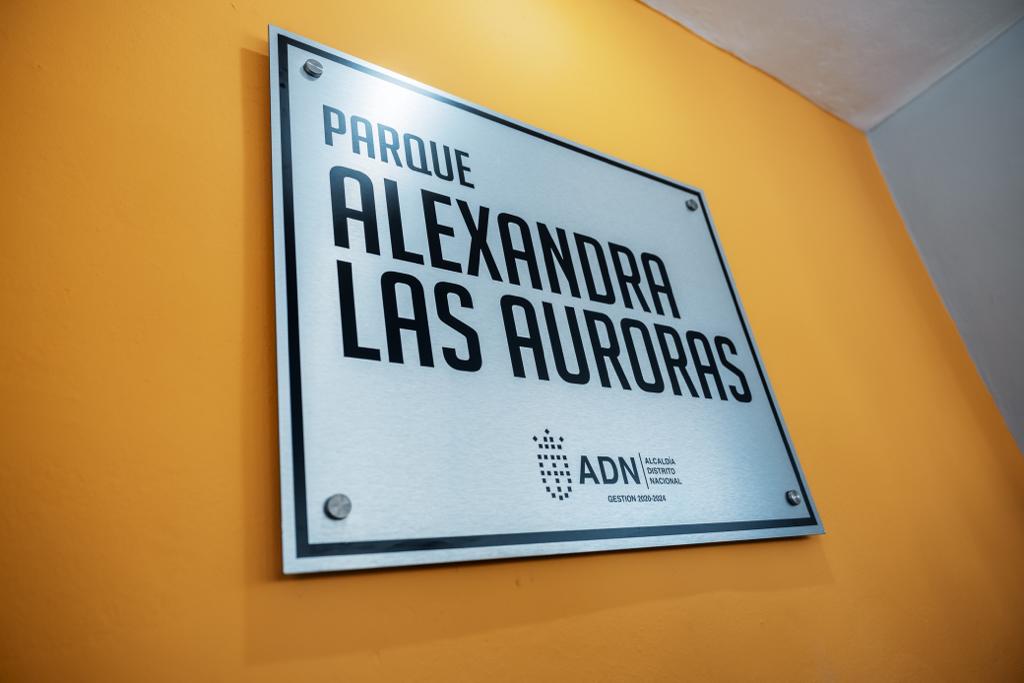 PARQUE
ALEXANDRA
LAS AURORAS
ADN
ALCALDÍA
DISTRITO
NACIONAL
GESTION 2020-2024